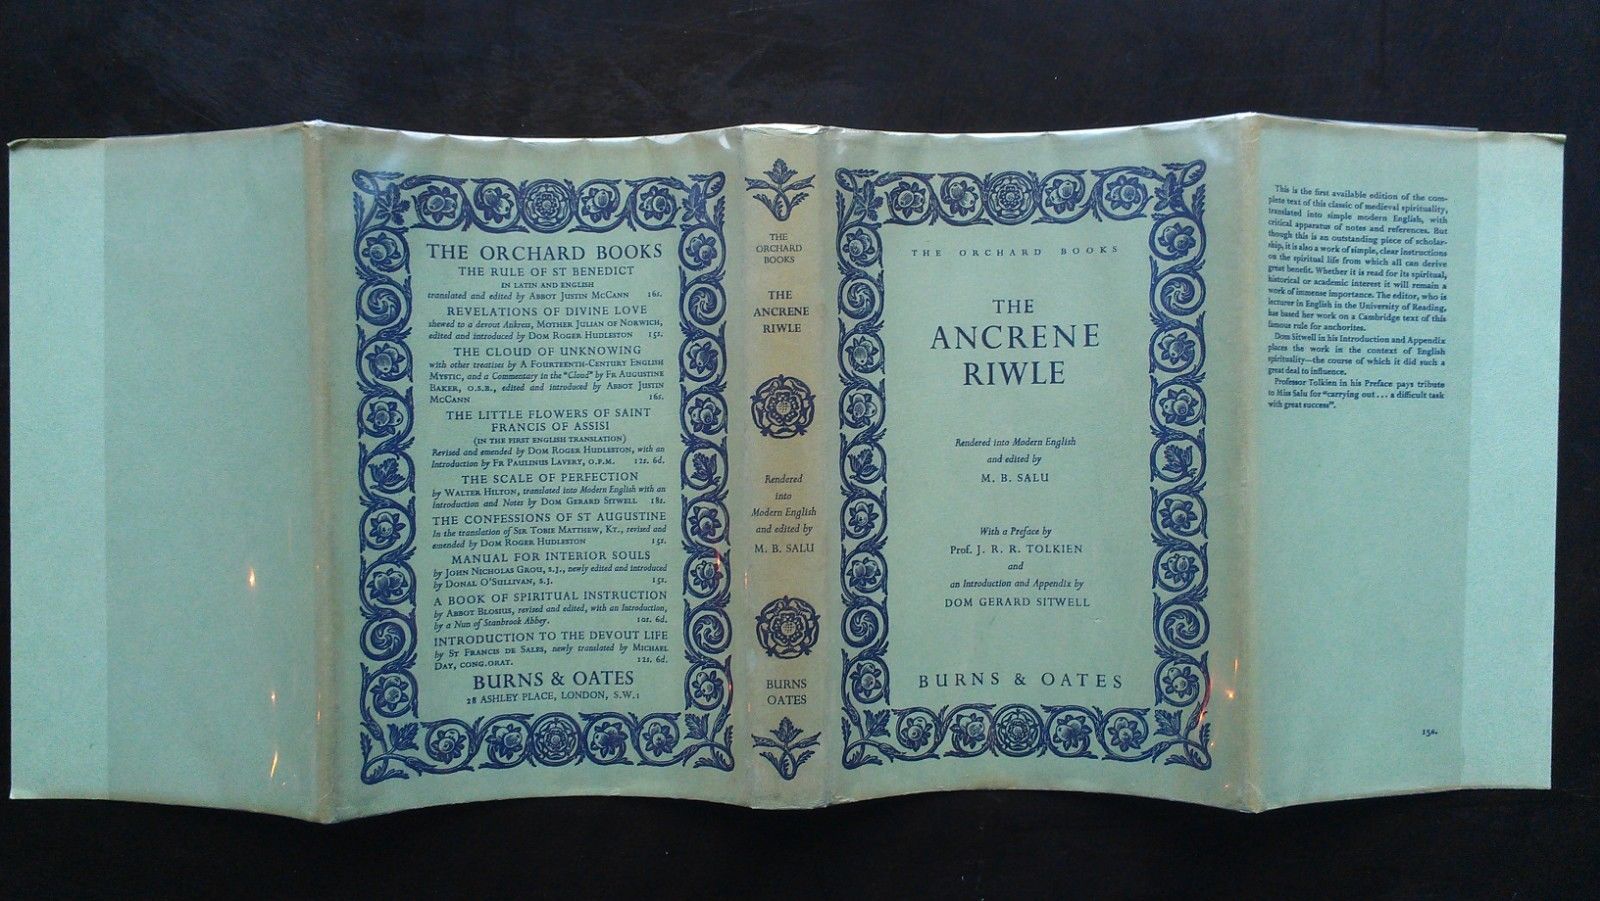 THE ORCHARD BOOKS
THE RULE OF ST BENEDICT
IN LATIN AND ENGLISH
translated and edited by ABBOT JUSTIN MCCANN 16s.
REVELATIONS OF DIVINE LOVE
shewed to a devout Ankress, MOTHER JULIAN OF NORWICH,
edited and introduced by DOM ROGER HUDLESTON 15s.
THE CLOUD OF UNKNOWING
with other treatises by A FOURTEENTH-CENTURY ENGLISH
MYSTIC, and a Commentary in the "Cloud" by FR AUGUSTINE
BAKER, O.S.B., edited and introduced by ABBOT JUSTIN
MCCANN 16s.
THE LITTLE FLOWERS OF SAINT
FRANCIS OF ASSISI
(IN THE FIRST ENGLISH TRANSLATION)
Revised and emended by DOM ROGER HUDLESTON, with an
Introduction by FR PAULINUS LAVERY, O.F.M. 12s. 6d.
THE SCALE OF PERFECTION
by WALTER HILTON, translated into Modern English with an
Introduction and Notes by DOM GERARD SITWELL 18s.
THE CONFESSIONS OF ST AUGUSTINE
In the translation of SIR TOBIE MATTHEW, KT., revised and
emended by DOM ROGER HUDLESTON 15s.
MANUAL FOR INTERIOR SOULS
by JOHN NICHOLAS GROU, S.J., newly edited and introduced
by DONAL O'SULLIVAN, S.J. 15s.
A BOOK OF SPIRITUAL INSTRUCTION
by ABBOT BLOSIUS, revised and edited, with an Introduction,
by a Nun of Stanbrook Abbey. 10s. 6d.
INTRODUCTION TO THE DEVOUT LIFE
by ST FRANCIS DE SALES, newly translated by MICHAEL
DAY, CONG.ORAT. 12s. 6d.
BURNS & OATES
28 ASHLEY PLACE, LONDON, S.W.1
THE
ORCHARD
BOOKS
THE
ANCRENE
RIWLE
Rendered
into
Modern English
and edited by
M. B. SALU
BURNS
OATES
THE ORCHARD BOOKS
THE
ANCRENE
RIWLE
Rendered into Modern English
and edited by
M. B. SALU
With a Preface by
Prof. J. R. R. TOLKIEN
and
an Introduction and Appendix by
DOM GERARD SITWELL
BURNS & OATES
This is the first available edition of the com-
plete text of this classic of medieval spirituality,
translated into simple modern English, with
critical apparatus of notes and references. But
though this is an outstanding piece of scholar-
ship, it is also a work of simple, clear instructions
on the spiritual life from which all can derive
great benefit. Whether it is read for its spiritual,
historical or academic interest it will remain a
work of immense importance. The editor, who is
lecturer in English in the University of Reading,
has based her work on a Cambridge text of this
famous rule for anchorites.
Dom Sitwell in his Introduction and Appendix
places the work in the context of English
spirituality—the course of which it did such a
great deal to influence.
Professor Tolkien in his Preface pays tribute
to Miss Salu for "carrying out... a difficult task
with great success".
15s.